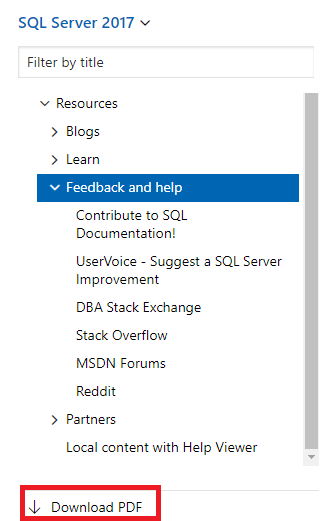 SQL Server 2017
Filter by title
Resources
Blogs
Learn
Feedback and help
Contribute to SQL
Documentation!
UserVoice - Suggest a SQL Server
Improvement
DBA Stack Exchange
Stack Overflow
MSDN Forums
Reddit
Partners
Local content with Help Viewer
Download PDF